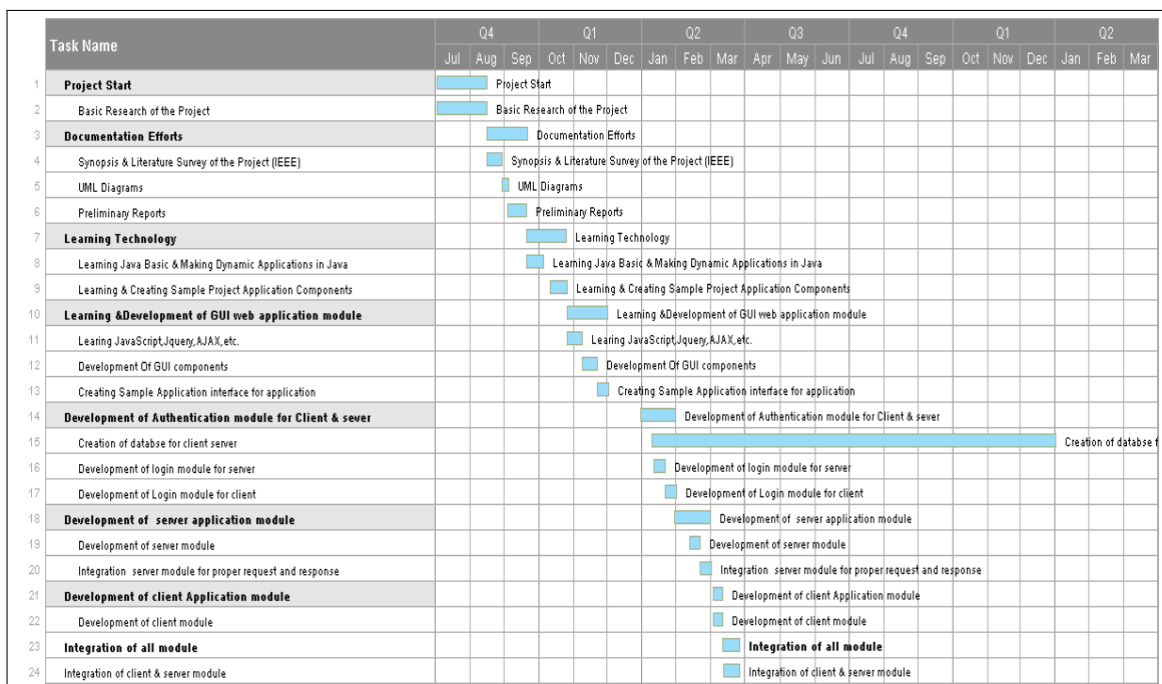 Task Name
Q4 Q1 Q2 Q3 Q4 Q1 Q2
Jul Aug Sep Oct Nov Dec Jan Feb Mar Apr May Jun Jul Aug Sep Oct Nov Dec Jan Feb Mar
1 Project Start Project Start
2 Basic Research of the Project Basic Research of the Project
3 Documentation Efforts Documentation Efforts
4 Synopsis & Literature Survey of the Project (IEEE) Synopsis & Literature Survey of the Project (IEEE)
5 UML Diagrams UML Diagrams
6 Preliminary Reports Preliminary Reports
7 Learning Technology Learning Technology
8 Learning Java Basic & Making Dynamic Applications in Java Learning Java Basic & Making Dynamic Applications in Java
9 Learning & Creating Sample Project Application Components Learning & Creating Sample Project Application Components
10 Learning &Development of GUI web application module Learning &Development of GUI web application module
11 Learing JavaScript,Jquery,AJAX,etc. Learing JavaScript,Jquery,AJAX,etc.
12 Development Of GUI components Development Of GUI components
13 Creating Sample Application interface for application Creating Sample Application interface for application
14 Development of Authentication module for Client & sever Development of Authentication module for Client & sever
15 Creation of databse for client server Creation of databse f
16 Development of login module for server Development of login module for server
17 Development of Login module for client Development of Login module for client
18 Development of server application module Development of server application module
19 Development of server module Development of server module
20 Integration server module for proper request and response Integration server module for proper request and response
21 Development of client Application module Development of client Application module
22 Development of client module Development of client module
23 Integration of all module Integration of all module
24 Integration of client & server module Integration of client & server module